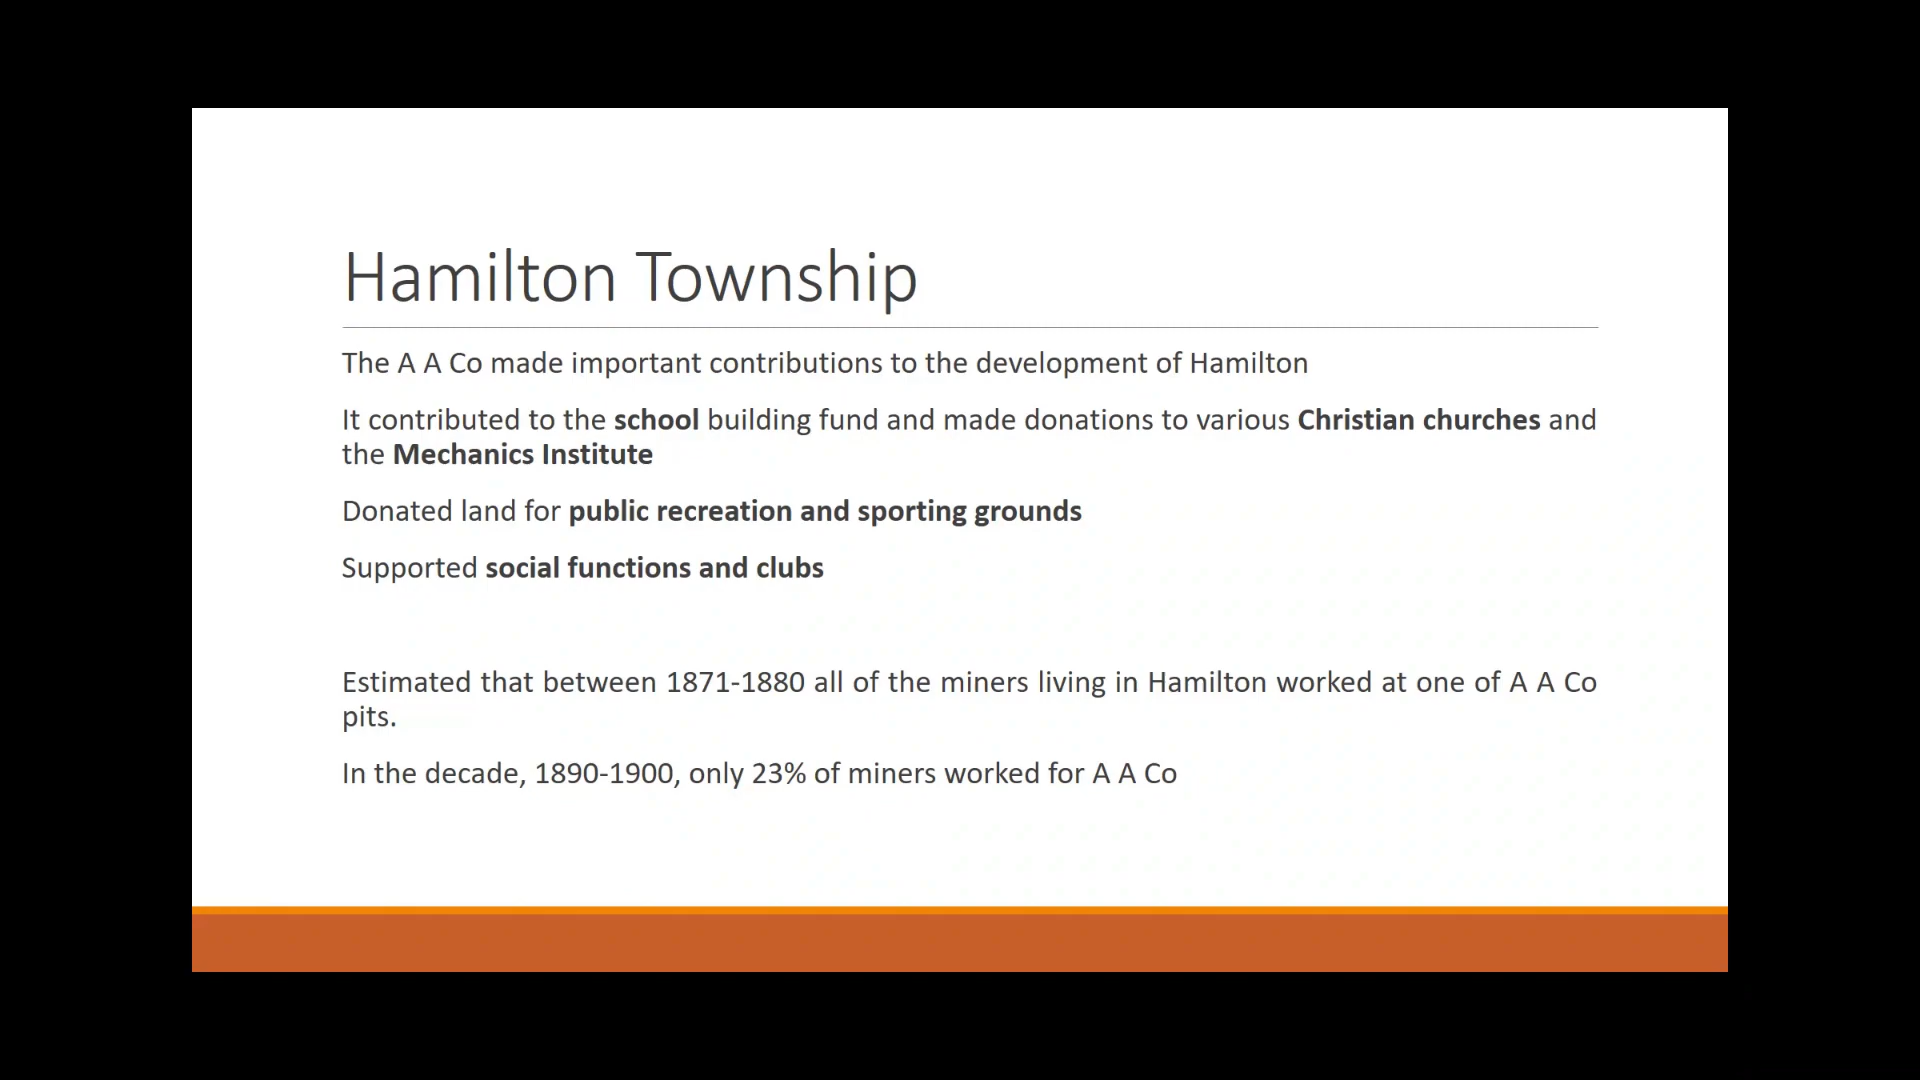 Hamilton Township
The A A Co made important contributions to the development of Hamilton
It contributed to the school building fund and made donations to various Christian churches and
the Mechanics Institute
Donated land for public recreation and sporting grounds
Supported social functions and clubs
Estimated that between 1871-1880 all of the miners living in Hamilton worked at one of A A Co
pits.
In the decade, 1890-1900, only 23% of miners worked for A A Co